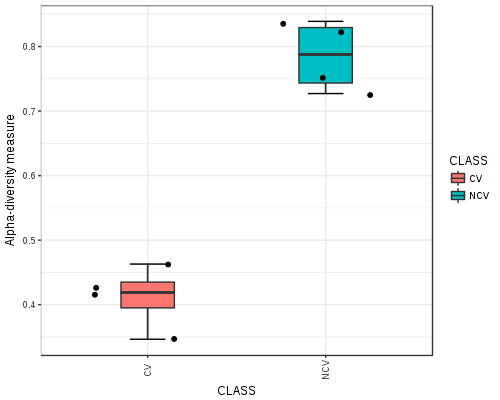 Alpha-diversity measure
0.8
0.7
0.6
0.5
0.4
CV
NCV
CLASS
CLASS
CV
NCV